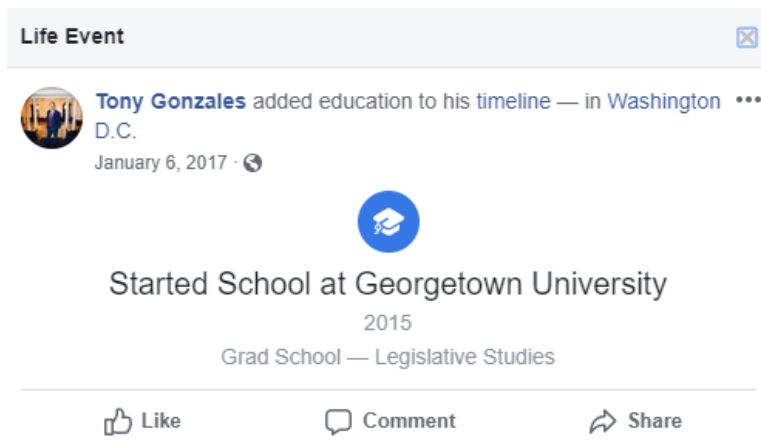 Life Event
Tony Gonzales added education to his timeline — in Washington
D.C.
January 6, 2017 ·
Started School at Georgetown University
2015
Grad School — Legislative Studies
Like Comment Share